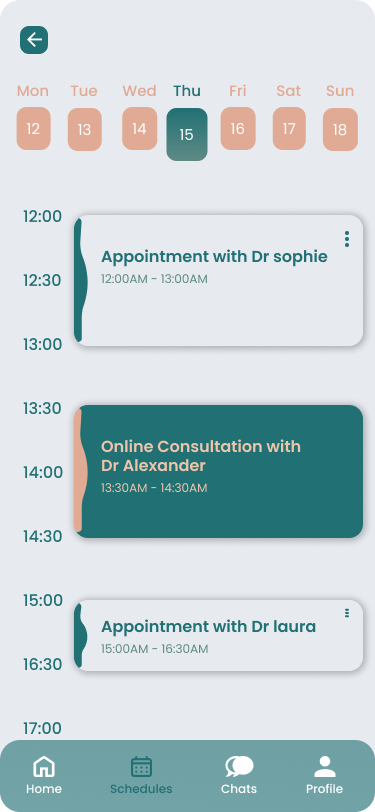 Mon Tue Wed Thu Fri Sat Sun
12 13 14 15 16 17 18
12:00
Appointment with Dr sophie
12:00AM - 13:00AM
12:30
13:00
13:30
Online Consultation with
Dr Alexander
13:30AM - 14:30AM
14:00
14:30
15:00
Appointment with Dr laura
15:00AM - 16:30AM
16:30
17:00
Home Schedules Chats Profile